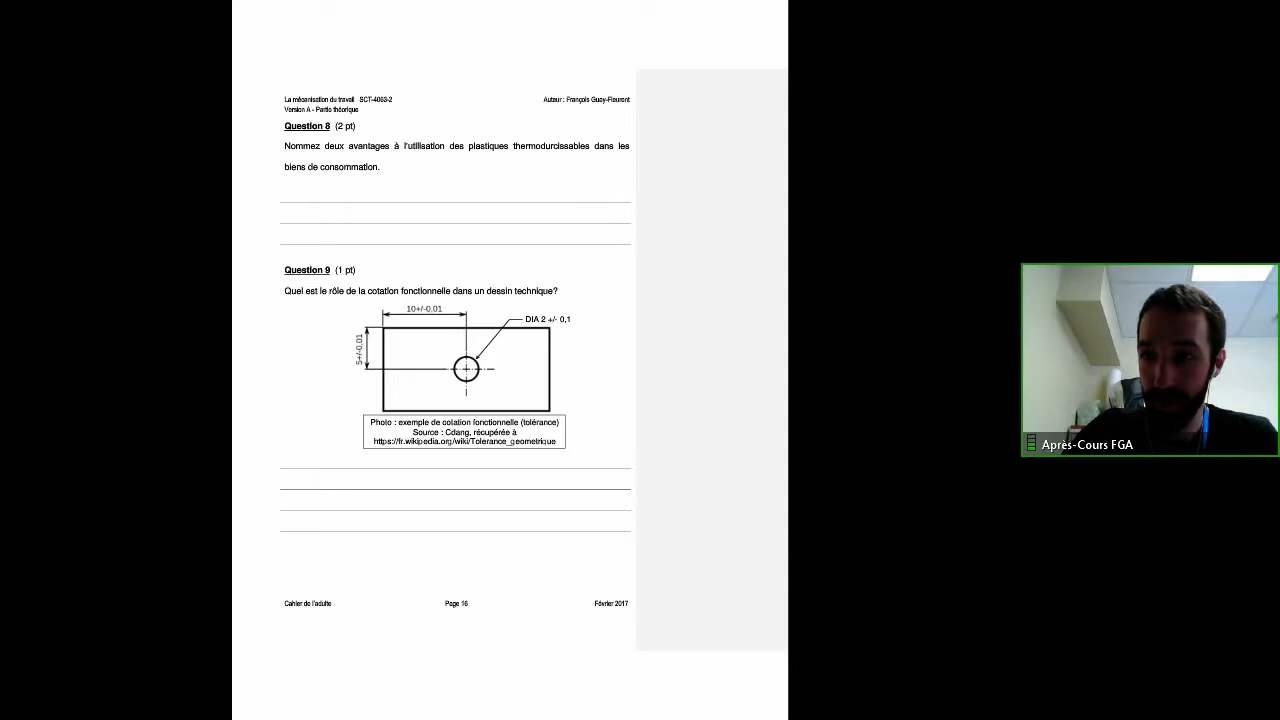 La mécanisation du travail SCT-4063-2
Auteur : François Guay-Fleurent
Version A - Partie théorique
Question 8 (2 pt)
Nommez deux avantages à l'utilisation des plastiques thermodurcissables dans les
biens de consommation.
Question 9 (1 pt)
Quel est le rôle de la cotation fonctionnelle dans un dessin technique?
10+/-0,01
DIA 2 +/- 0,1
5+/-0,01
Photo : exemple de cotation fonctionnelle (tolérance)
Source : Cdang, récupérée à
https://fr.wikipedia.org/wiki/Tolerance_geometrique
Cahier de l'adulte
Page 16
Février 2017
Après-Cours FGA